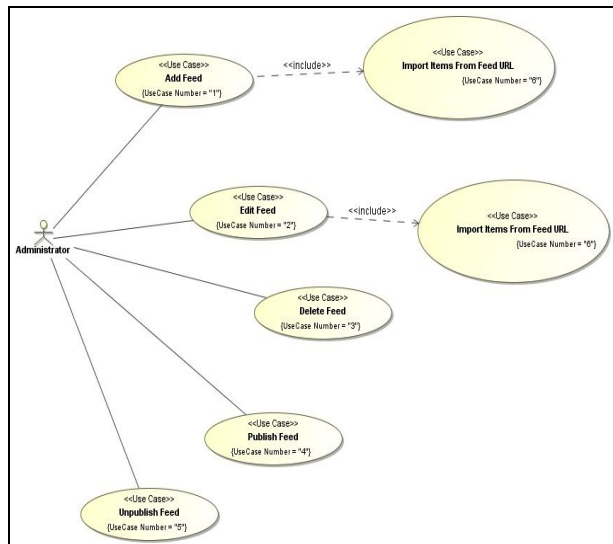 <<Use Case>>
Add Feed
{UseCase Number = "1"}
<<include>>
<<Use Case>>
Import Items From Feed URL
{UseCase Number = "6"}
<<Use Case>>
Edit Feed
{UseCase Number = "2"}
<<include>>
<<Use Case>>
Import Items From Feed URL
{UseCase Number = "6"}
Administrator
<<Use Case>>
Delete Feed
{UseCase Number = "3"}
<<Use Case>>
Publish Feed
{UseCase Number = "4"}
<<Use Case>>
Unpublish Feed
{UseCase Number = "5"}